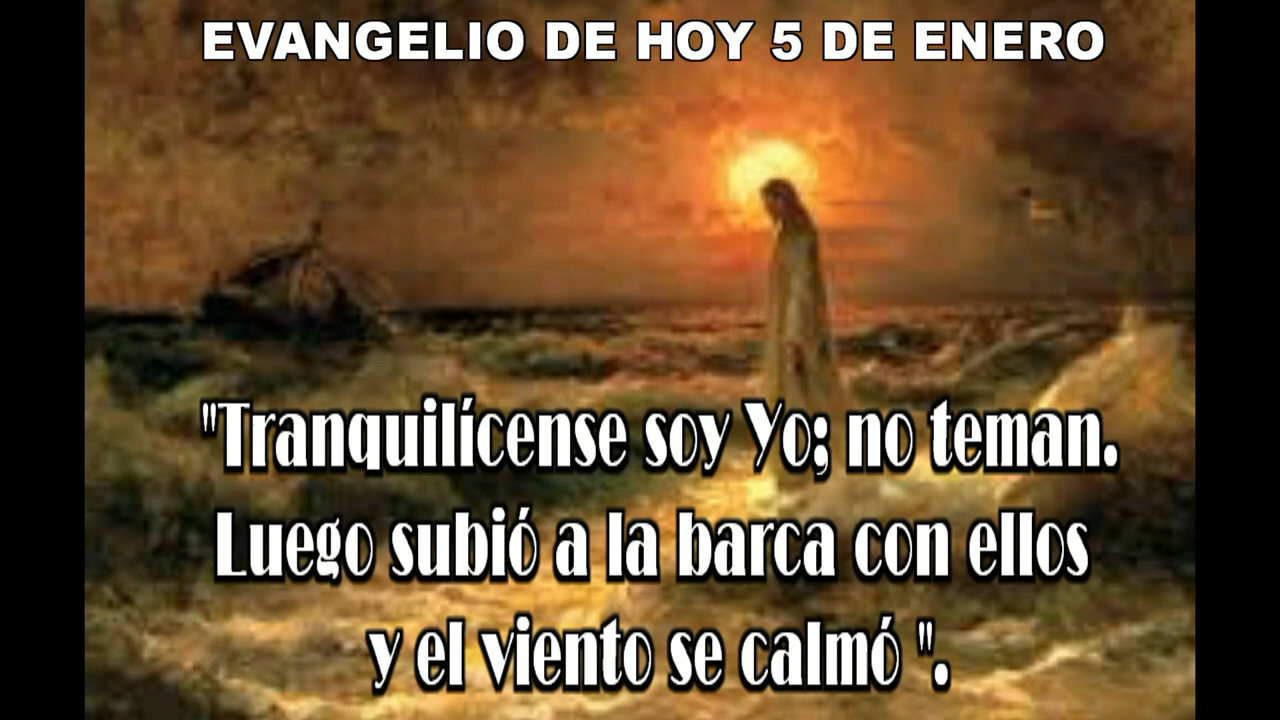 EVANGELIO DE HOY 5 DE ENERO
"Tranquilícense soy Yo; no teman.
Luego subió a la barca con ellos
y el viento se calmó ".